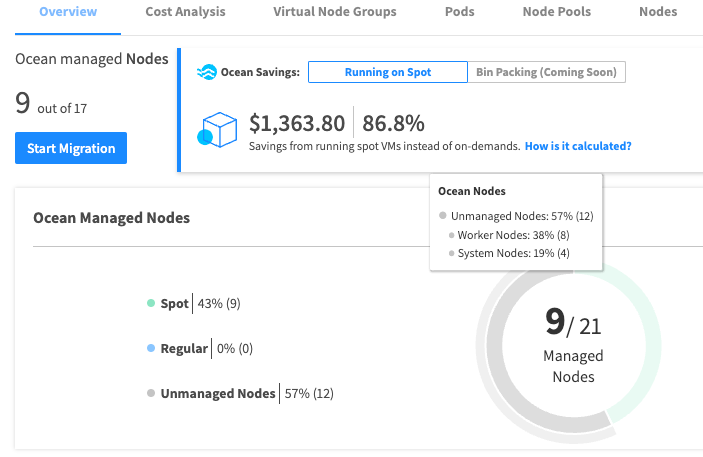 Overview Cost Analysis Virtual Node Groups Pods Node Pools Nodes
Ocean managed Nodes
9 out of 17
Start Migration
Ocean Savings: Running on Spot Bin Packing (Coming Soon)
$1,363.80 86.8%
Savings from running spot VMs instead of on-demands. How is it calculated?
Ocean Nodes
Unmanaged Nodes: 57% (12)
Worker Nodes: 38% (8)
System Nodes: 19% (4)
Ocean Managed Nodes
Spot 43% (9)
Regular 0% (0)
Unmanaged Nodes 57% (12)
9 / 21
Managed
Nodes